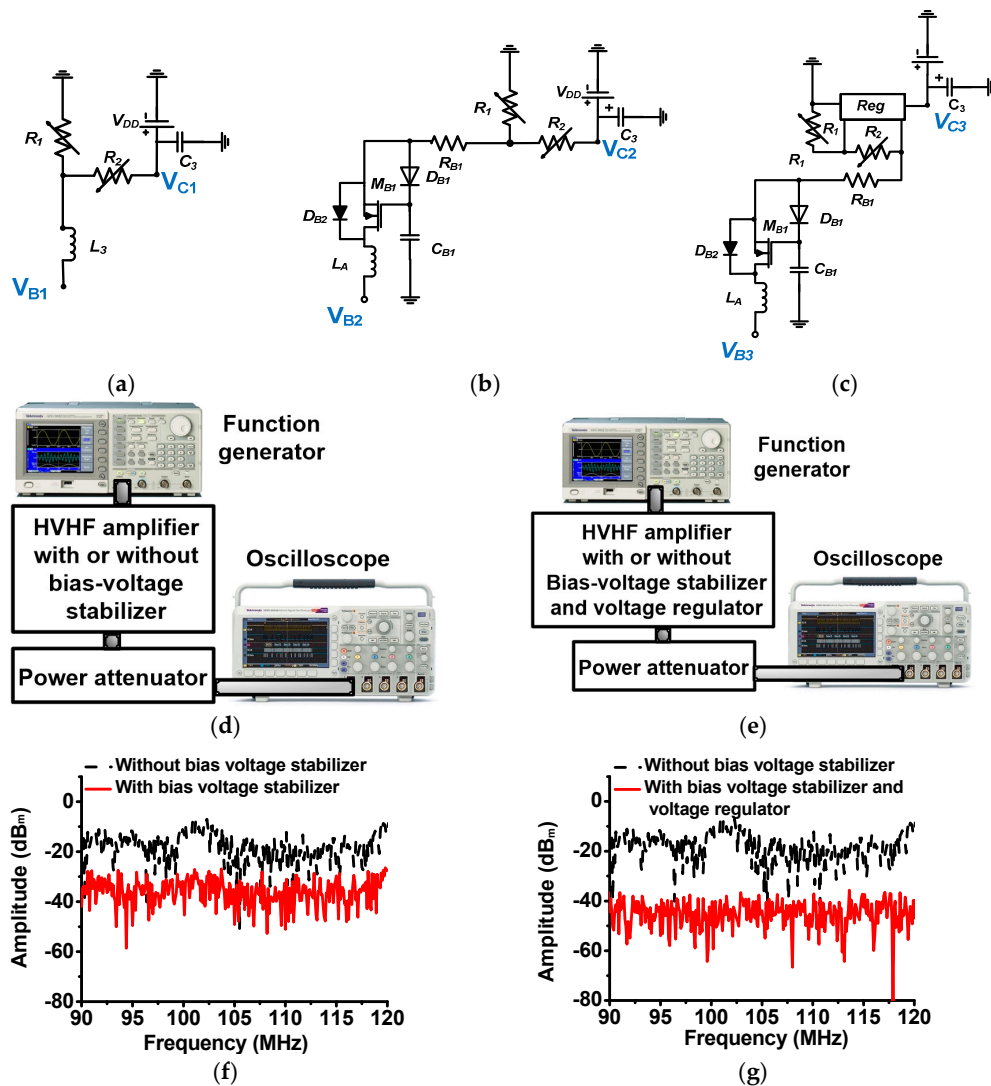 R1
R2
VDD
+
-
C3
VC1
L3
VB1
(a)
R1
R2
VDD
-
+
+
C3
VC2
RB1
DB1
MB1
DB2
CB1
LA
VB2
(b)
-
+
+
C3
VC3
Reg
R1
R2
R1
RB1
DB1
MB1
DB2
CB1
LA
VB3
(c)
Function
generator
HVHF amplifier
with or without
bias-voltage
stabilizer
Oscilloscope
Power attenuator
(d)
Function
generator
HVHF amplifier
with or without
Bias-voltage stabilizer
and voltage regulator
Oscilloscope
Power attenuator
(e)
Without bias voltage stabilizer
With bias voltage stabilizer
Amplitude (dBm)
0
-20
-40
-60
-80
90 95 100 105 110 115 120
Frequency (MHz)
(f)
Without bias voltage stabilizer
With bias voltage stabilizer and
voltage regulator
Amplitude (dBm)
0
-20
-40
-60
-80
90 95 100 105 110 115 120
Frequency (MHz)
(g)